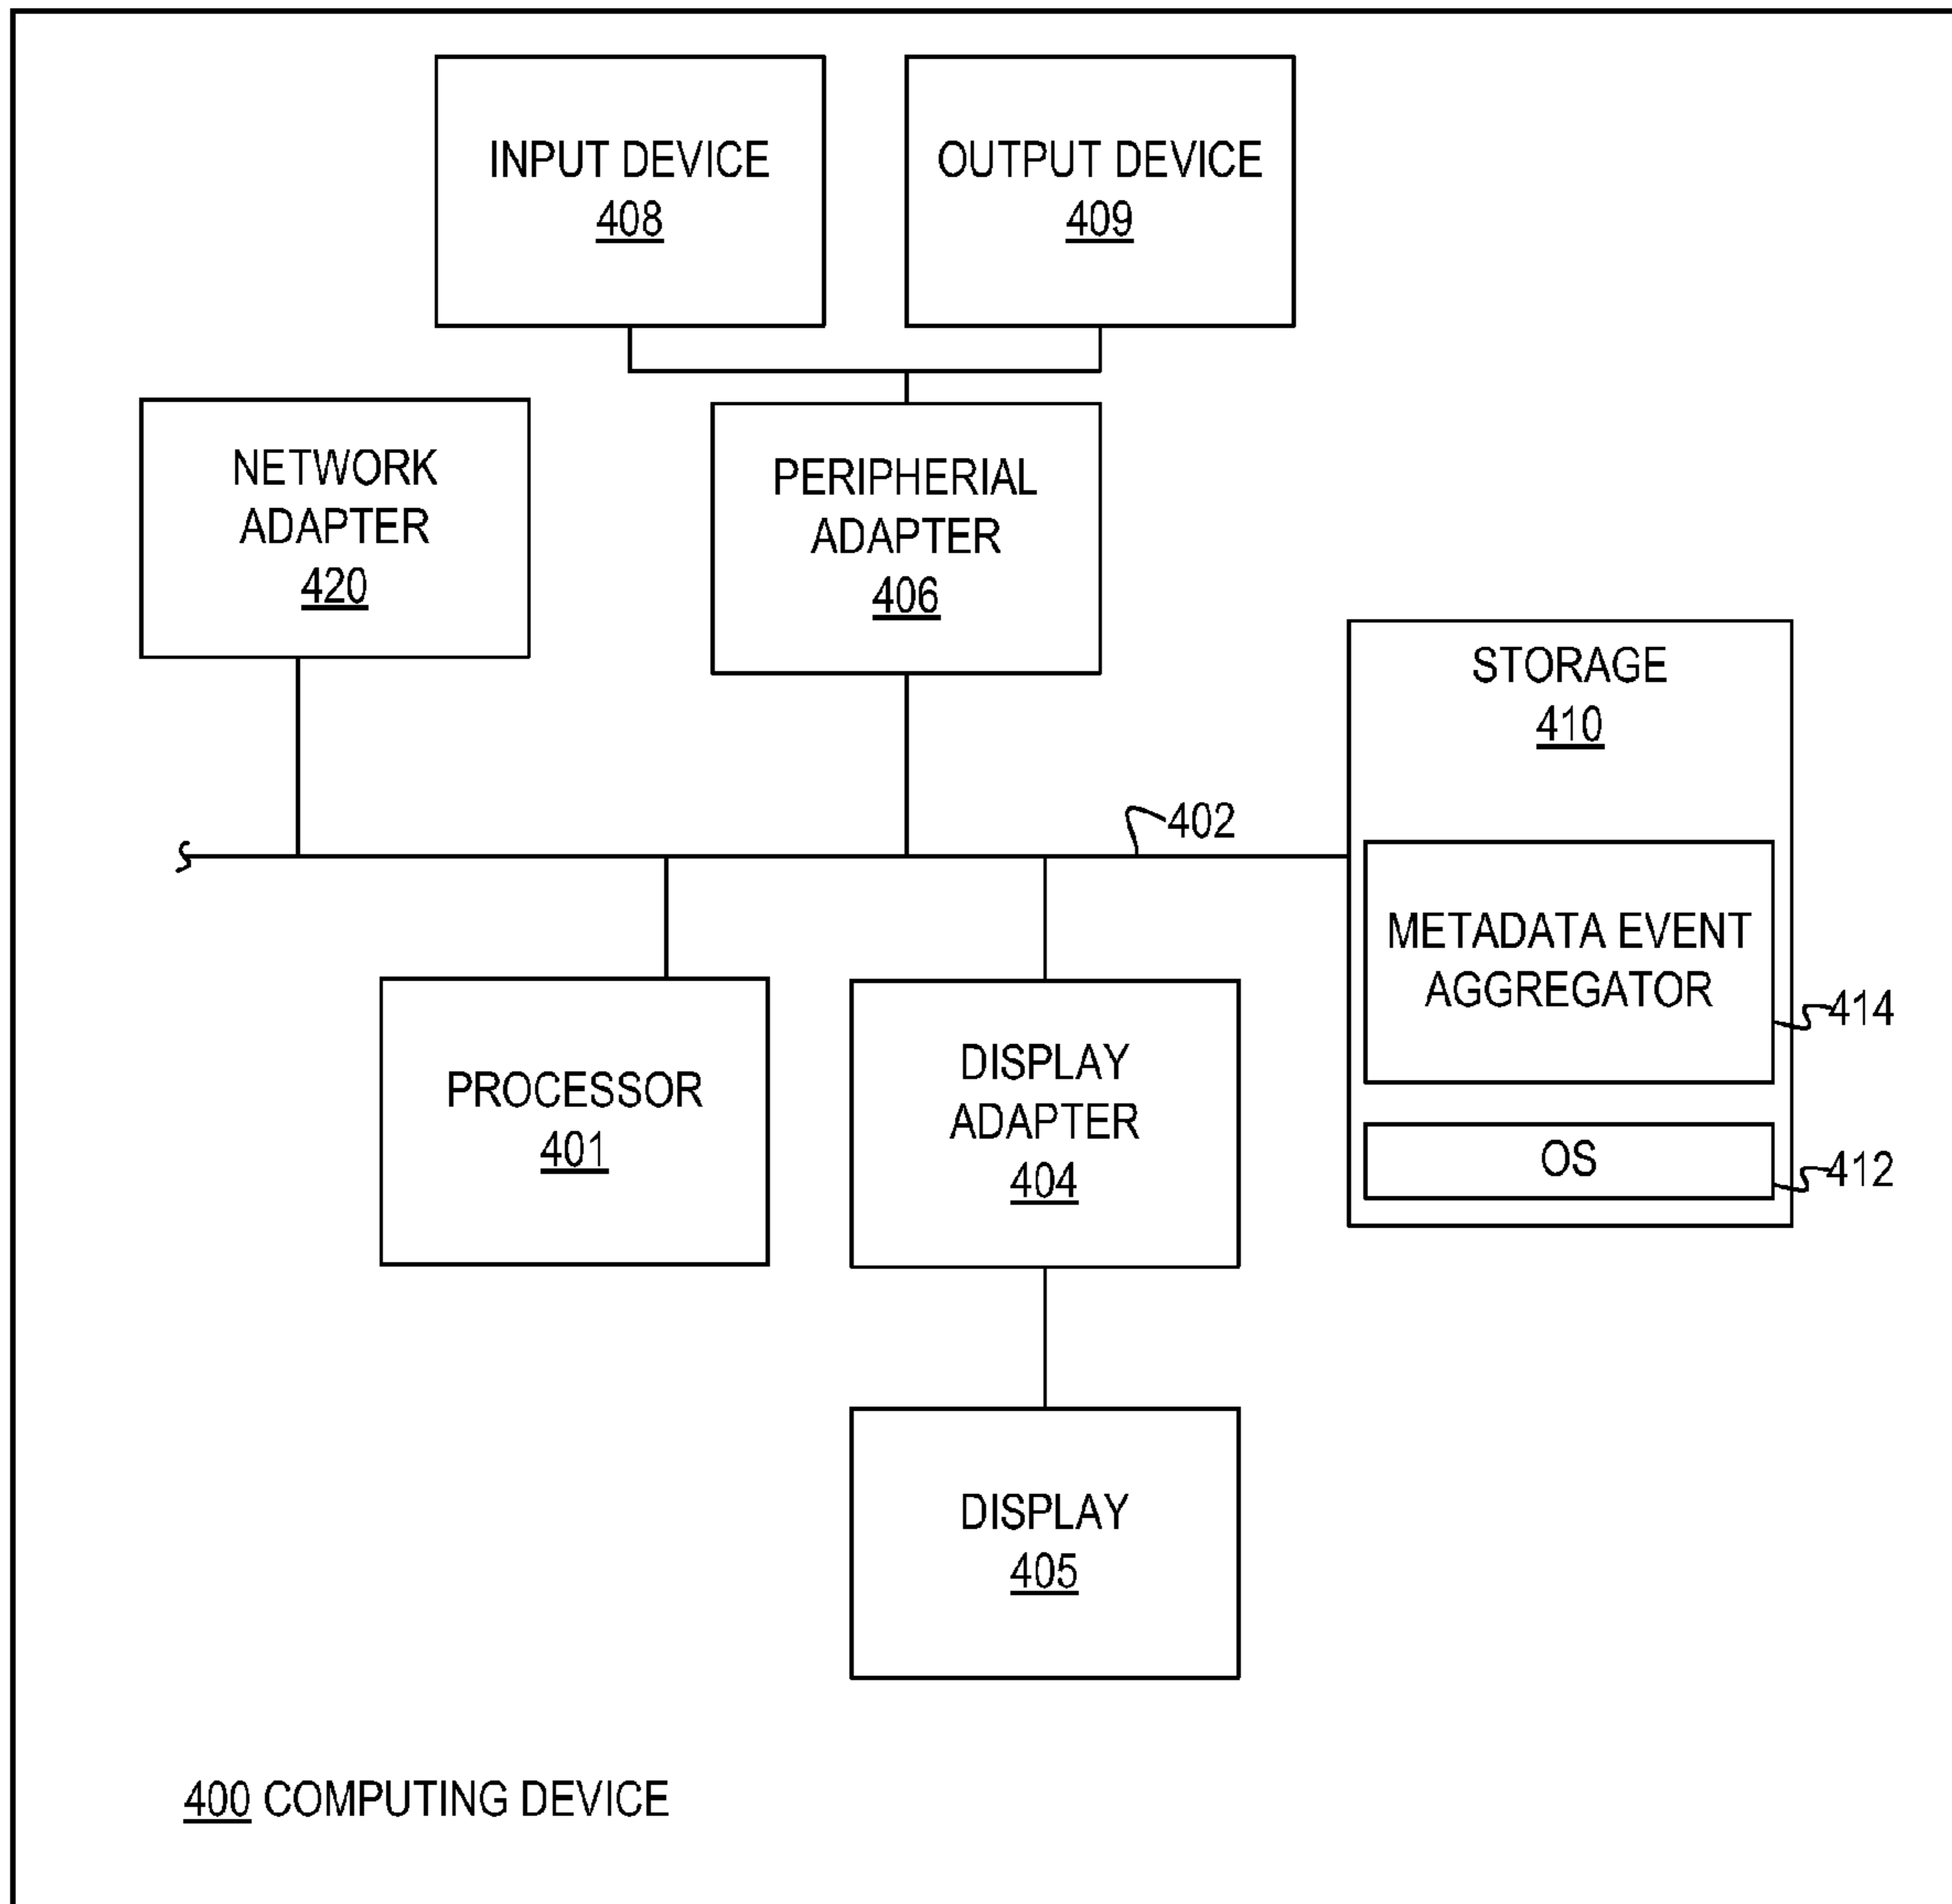 INPUT DEVICE
408
OUTPUT DEVICE
409
NETWORK
ADAPTER
420
PERIPHERIAL
ADAPTER
406
STORAGE
410
402
METADATA EVENT
AGGREGATOR
414
OS
412
PROCESSOR
401
DISPLAY
ADAPTER
404
DISPLAY
405
400 COMPUTING DEVICE